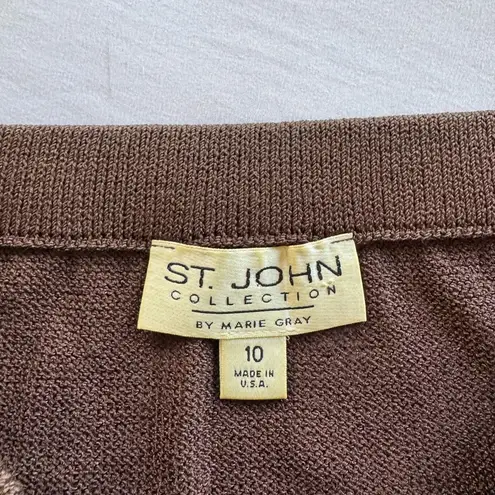 ST. JOHN
COLLECTION
BY MARIE GRAY
10
MADE IN
U.S.A.